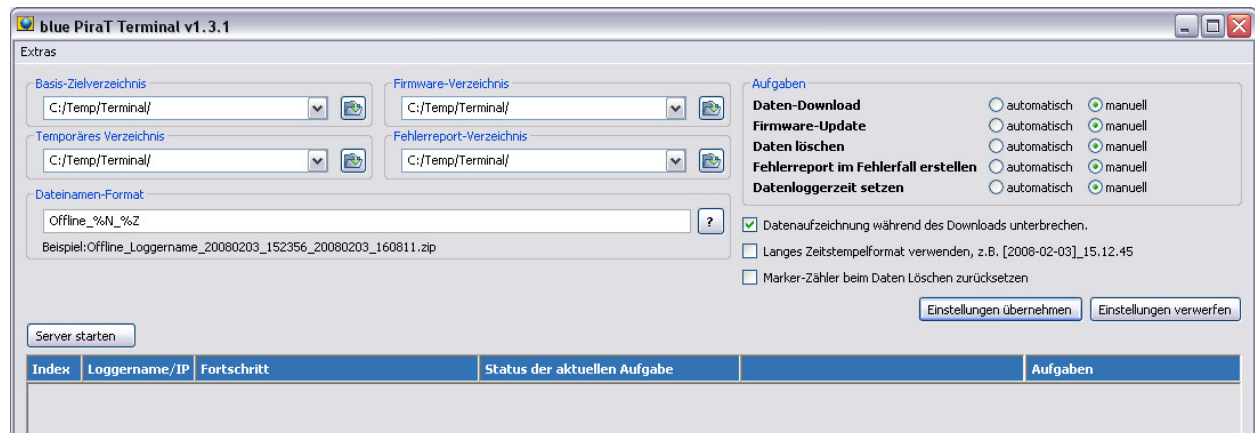 blue PiraT Terminal v1.3.1
Extras
Basis-Zielverzeichnis
C:/Temp/Terminal/
Firmware-Verzeichnis
C:/Temp/Terminal/
Temporäres Verzeichnis
C:/Temp/Terminal/
Fehlerreport-Verzeichnis
C:/Temp/Terminal/
Dateinamen-Format
Offline_%N_%Z
?
Beispiel:Offline_Loggername_20080203_152356_20080203_160811.zip
Aufgaben
Daten-Download automatisch manuell
Firmware-Update automatisch manuell
Daten löschen automatisch manuell
Fehlerreport im Fehlerfall erstellen automatisch manuell
Datenloggerzeit setzen automatisch manuell
Datenaufzeichnung während des Downloads unterbrechen.
Langes Zeitstempelformat verwenden, z.B. [2008-02-03]_15.12.45
Marker-Zähler beim Daten Löschen zurücksetzen
Einstellungen übernehmen Einstellungen verwerfen
Server starten
Index Loggername/IP Fortschritt Status der aktuellen Aufgabe Aufgaben